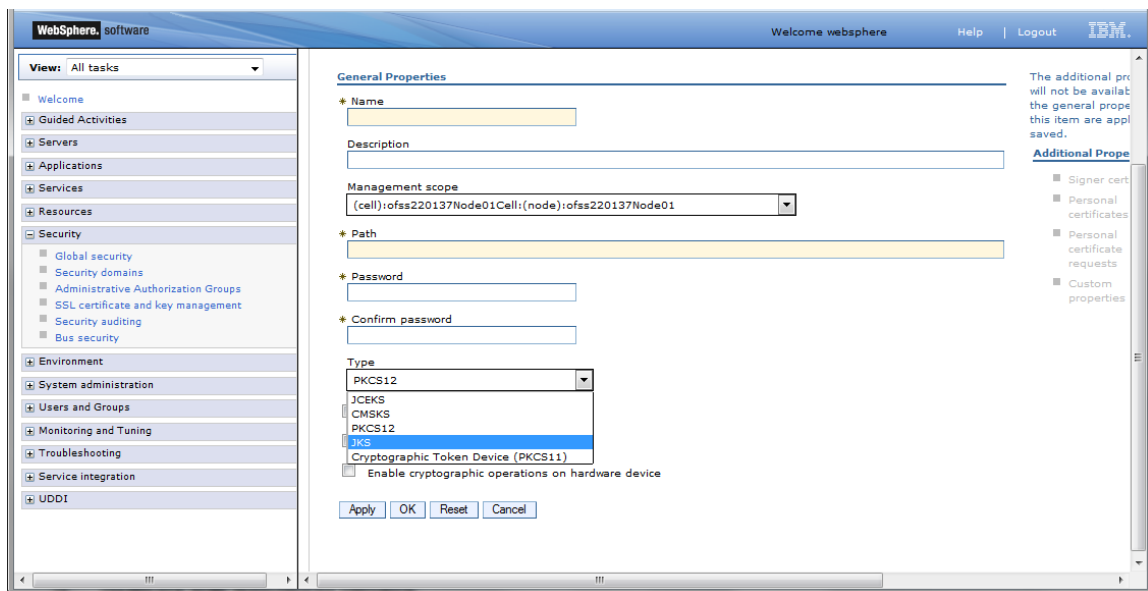 WebSphere. software
Welcome websphere
Help | Logout
IBM.
View: All tasks
Welcome
Guided Activities
Servers
Applications
Services
Resources
Security
Global security
Security domains
Administrative Authorization Groups
SSL certificate and key management
Security auditing
Bus security
Environment
System administration
Users and Groups
Monitoring and Tuning
Troubleshooting
Service integration
UDDI
General Properties
* Name
Description
Management scope
(cell):ofss220137Node01Cell:(node):ofss220137Node01
* Path
* Password
* Confirm password
Type
PKCS12
JCEKS
CMSKS
PKCS12
JKS
Cryptographic Token Device (PKCS11)
Enable cryptographic operations on hardware device
Apply OK Reset Cancel
The additional pro
will not be availab
the general prope
this item are appl
saved.
Additional Prope
Signer cert
Personal
certificates
Personal
certificate
requests
Custom
properties